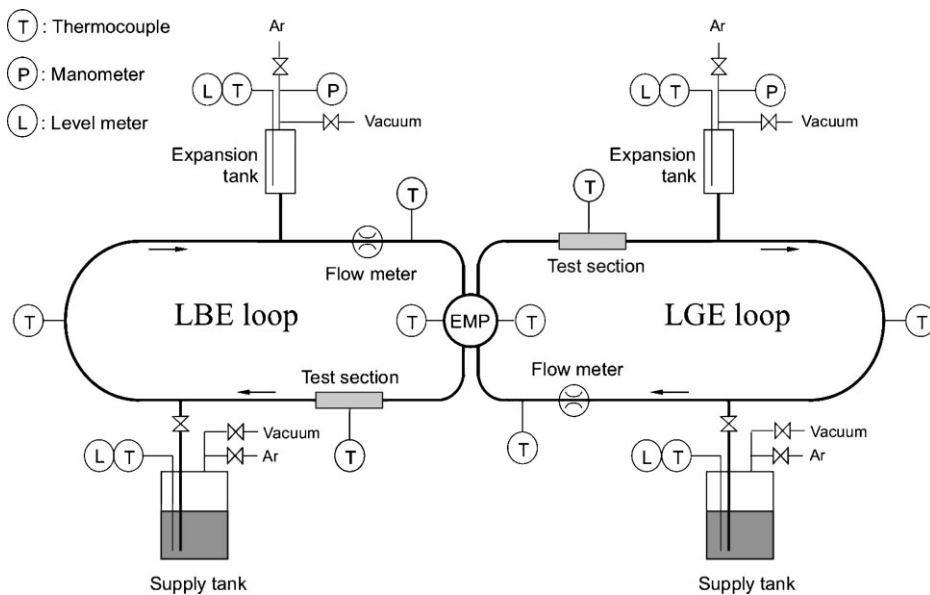 T : Thermocouple
P : Manometer
L : Level meter
Ar
L T P
Vacuum
Expansion
tank
T
Flow meter
Ar
L T P
Vacuum
Expansion
tank
T
Test section
T
LBE loop
T EMP T
LGE loop
T
Test section
T
Flow meter
T
Vacuum
Ar
L T
Supply tank
Vacuum
Ar
L T
Supply tank